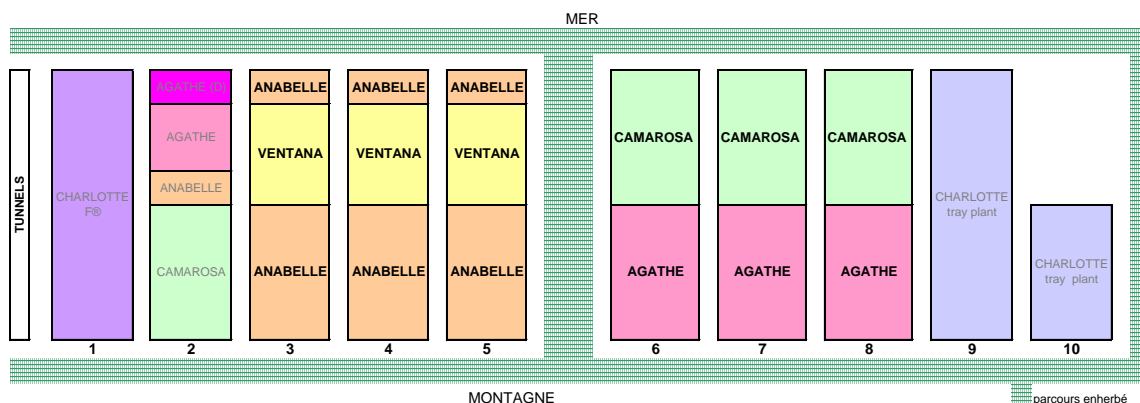 MER
TUNNELS
CHARLOTTE
F®
1
AGATHE (D)
AGATHE
ANABELLE
CAMAROSA
2
ANABELLE
VENTANA
ANABELLE
3
ANABELLE
VENTANA
ANABELLE
4
ANABELLE
VENTANA
ANABELLE
5
CAMAROSA
AGATHE
6
CAMAROSA
AGATHE
7
CAMAROSA
AGATHE
8
CHARLOTTE
tray plant
9
CHARLOTTE
tray plant
10
MONTAGNE
parcours enherbé